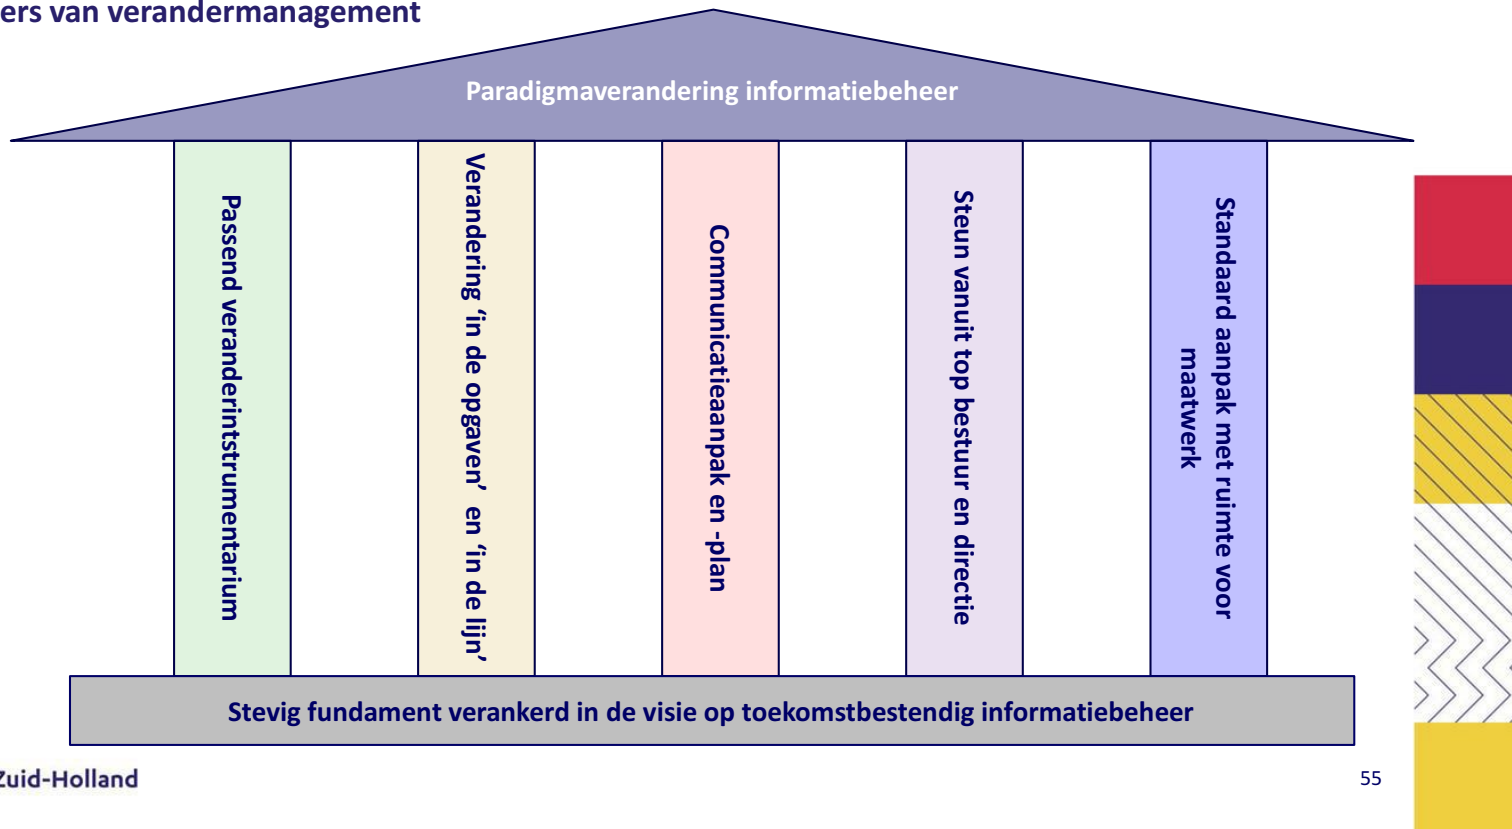 ers van verandermanagement
Paradigmaverandering informatiebeheer
Passend veranderintstrumentarium
Verandering ‘in de opgaven’ en ‘in de lijn’
Communicatieaanpak en -plan
Steun vanuit top bestuur en directie
Standaard aanpak met ruimte voor
maatwerk
Stevig fundament verankerd in de visie op toekomstbestendig informatiebeheer
Zuid-Holland
55